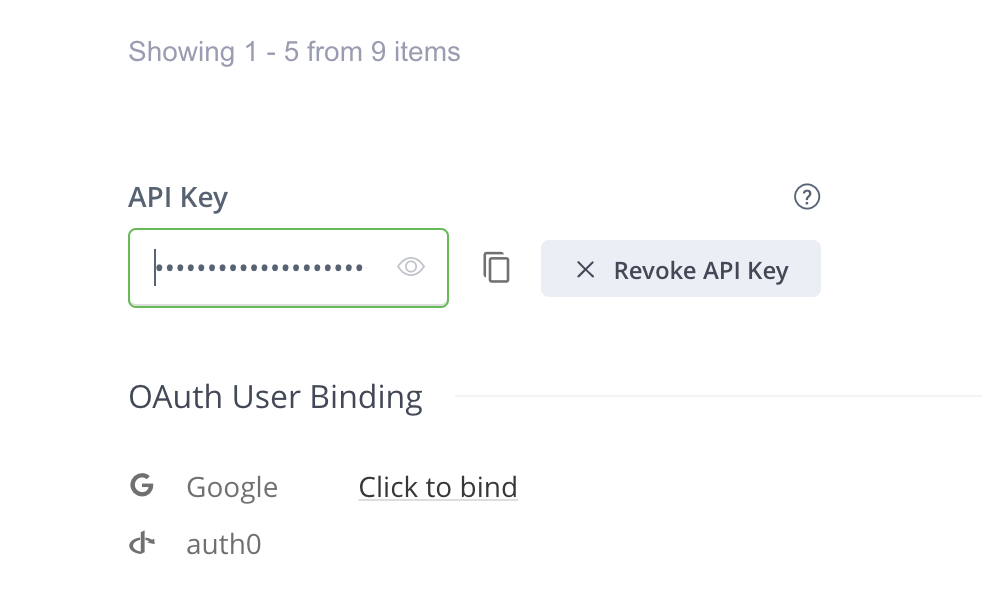 Showing 1 - 5 from 9 items
API Key
•••••••••••••••••••
Revoke API Key
OAuth User Binding
Google Click to bind
auth0